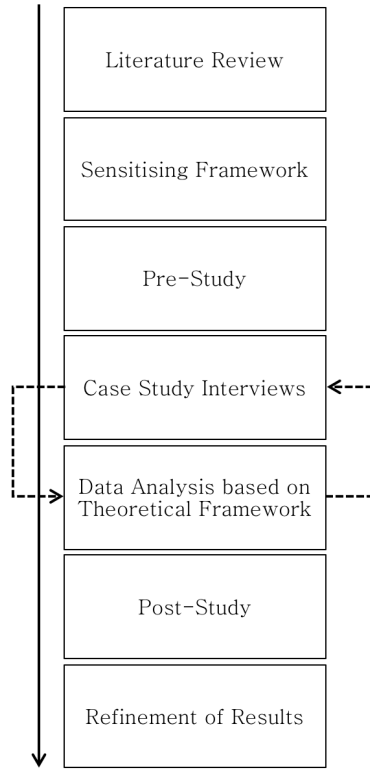 Literature Review
Sensitising Framework
Pre-Study
Case Study Interviews
Data Analysis based on
Theoretical Framework
Post-Study
Refinement of Results